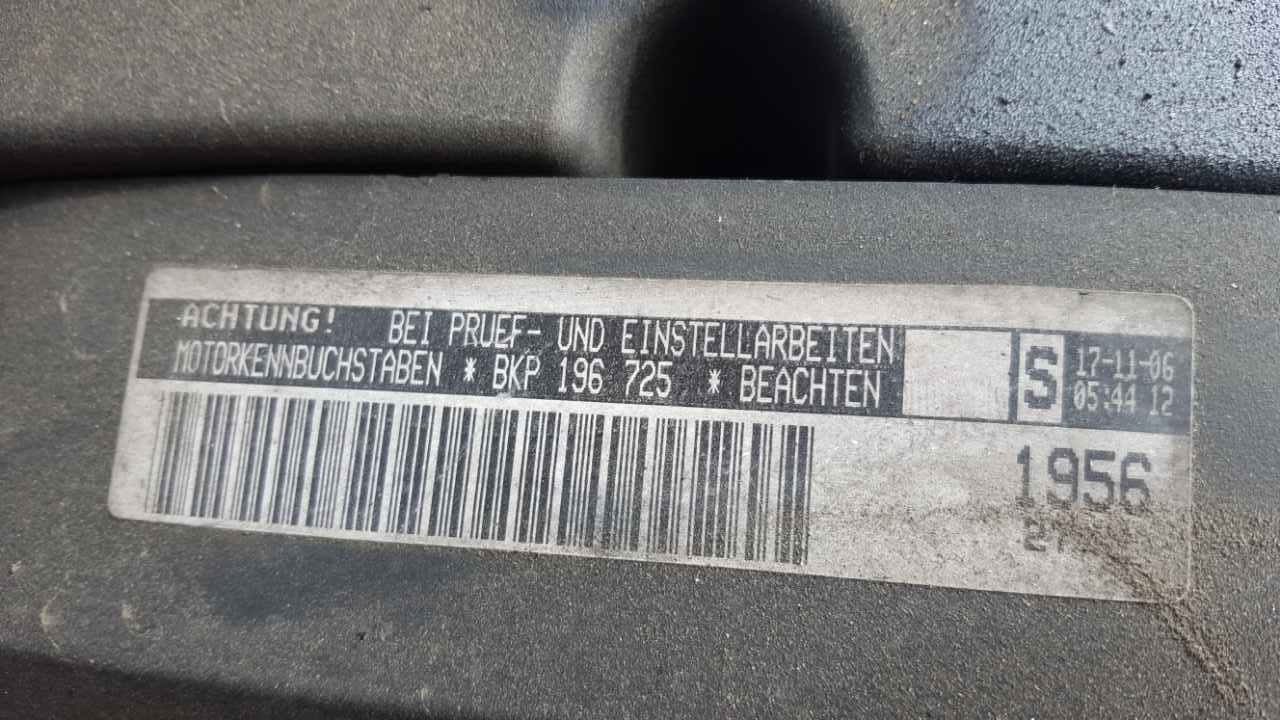 ACHTUNG! BEI PRUEF- UND EINSTELLARBEITEN
MOTORKENNBUCHSTABEN * BKP 196 725 * BEACHTEN
S
17-11-06
05:44 12
1956